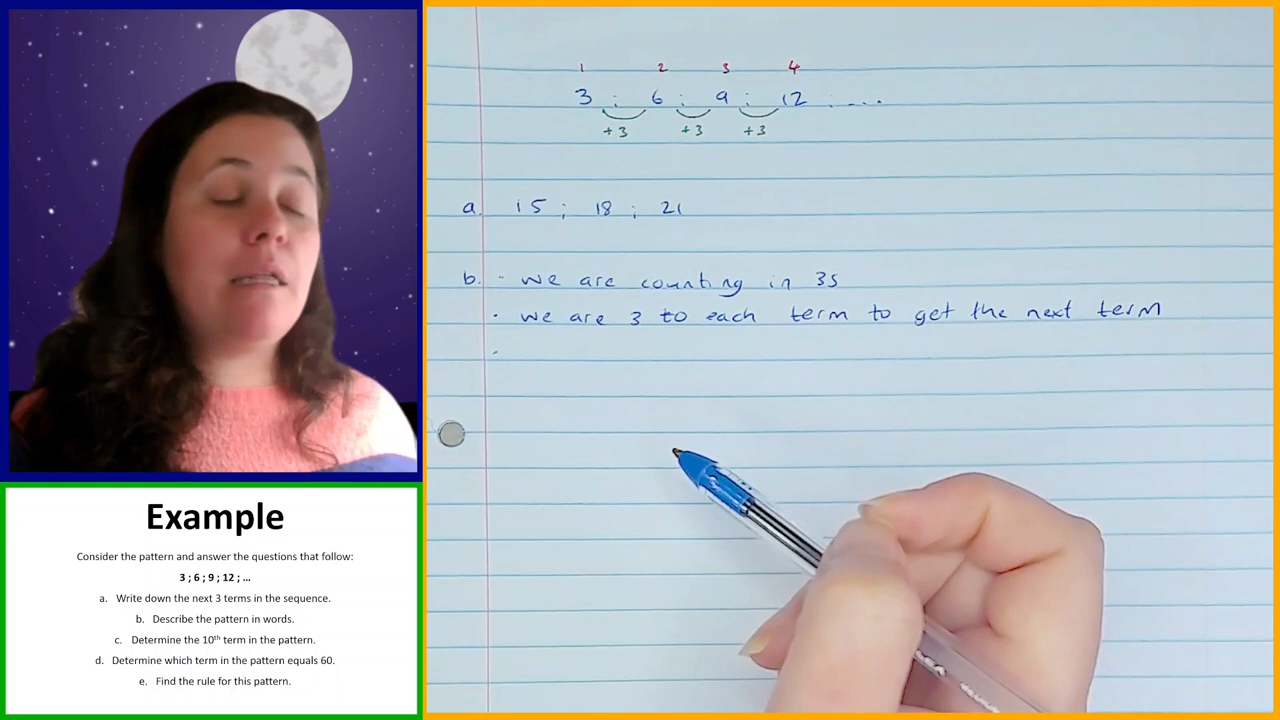 1 2 3 4
3 ; 6 ; 9 ; 12 ; ...
+3 +3 +3
a. 15 ; 18 ; 21
b. · we are counting in 3s
· we are 3 to each term to get the next term
·
Example
Consider the pattern and answer the questions that follow:
3 ; 6 ; 9 ; 12 ; ...
a. Write down the next 3 terms in the sequence.
b. Describe the pattern in words.
c. Determine the 10th term in the pattern.
d. Determine which term in the pattern equals 60.
e. Find the rule for this pattern.